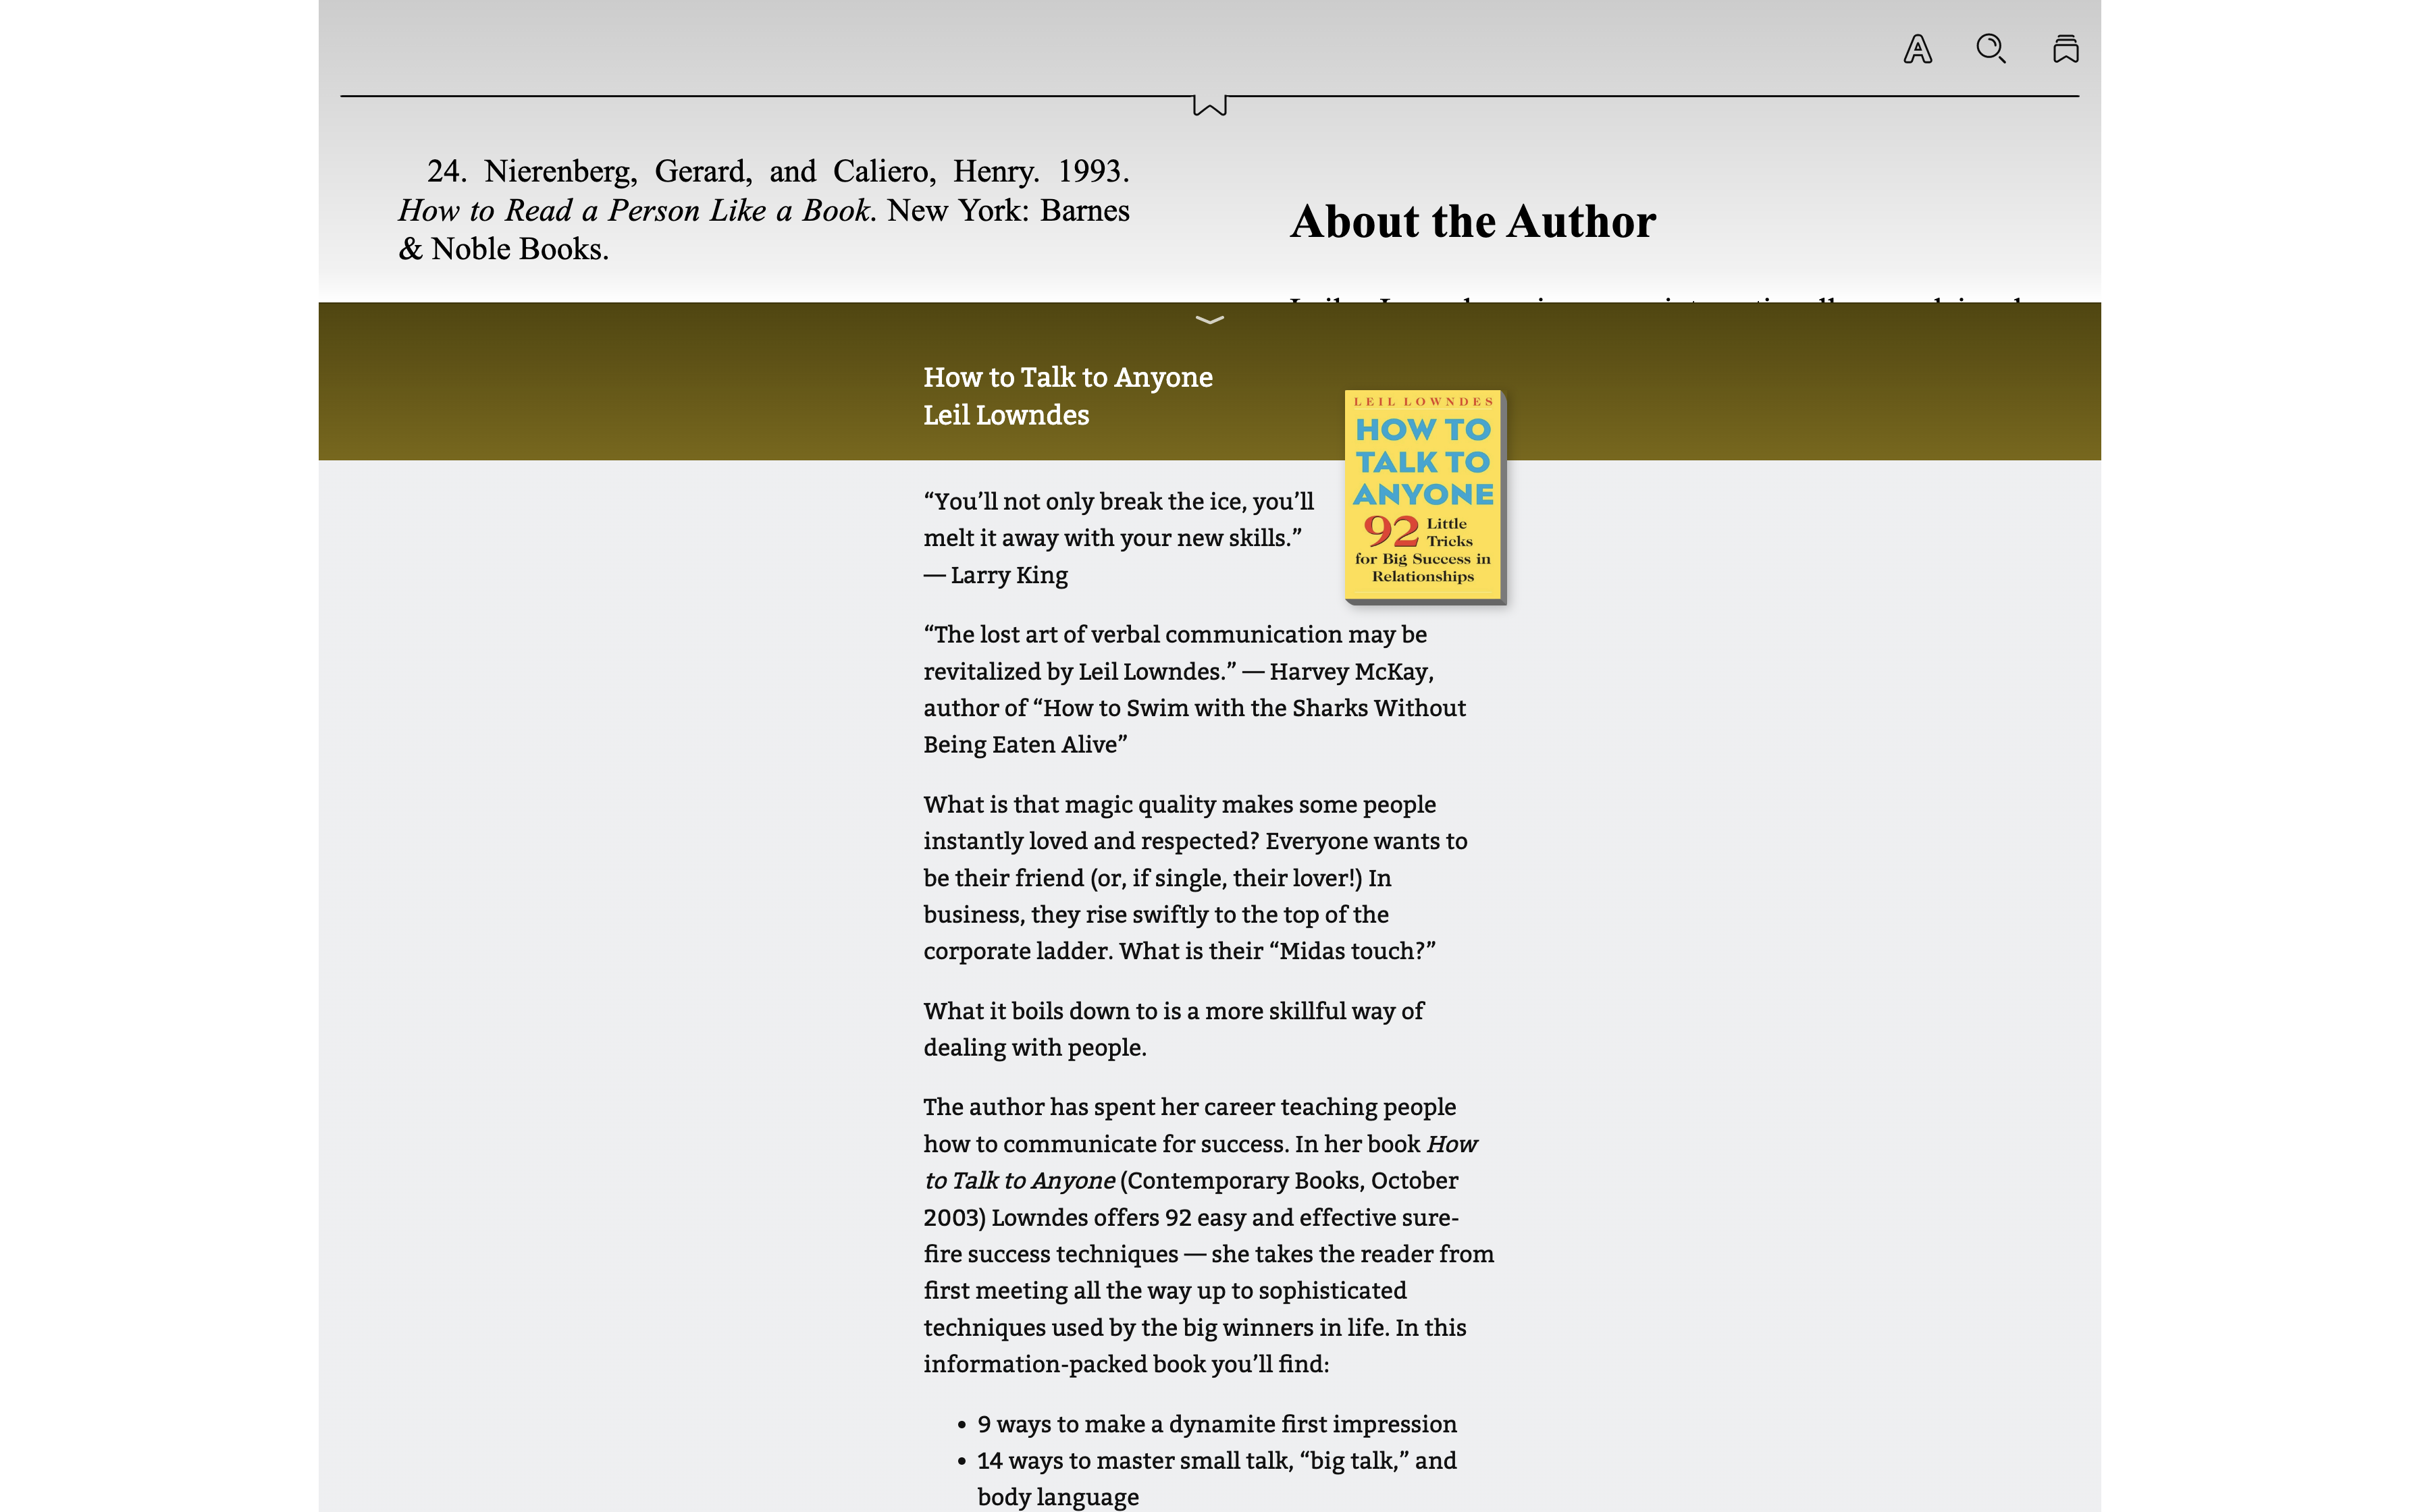 24. Nierenberg, Gerard, and Caliero, Henry. 1993.
How to Read a Person Like a Book. New York: Barnes
& Noble Books.
About the Author
How to Talk to Anyone
Leil Lowndes
LEIL LOWNDES
HOW TO
TALK TO
ANYONE
92 Little
Tricks
for Big Success in
Relationships
“You’ll not only break the ice, you’ll
melt it away with your new skills.”
— Larry King
“The lost art of verbal communication may be
revitalized by Leil Lowndes.” — Harvey McKay,
author of “How to Swim with the Sharks Without
Being Eaten Alive”
What is that magic quality makes some people
instantly loved and respected? Everyone wants to
be their friend (or, if single, their lover!) In
business, they rise swiftly to the top of the
corporate ladder. What is their “Midas touch?”
What it boils down to is a more skillful way of
dealing with people.
The author has spent her career teaching people
how to communicate for success. In her book How
to Talk to Anyone (Contemporary Books, October
2003) Lowndes offers 92 easy and effective sure-
fire success techniques — she takes the reader from
first meeting all the way up to sophisticated
techniques used by the big winners in life. In this
information-packed book you’ll find:
• 9 ways to make a dynamite first impression
• 14 ways to master small talk, “big talk,” and
body language